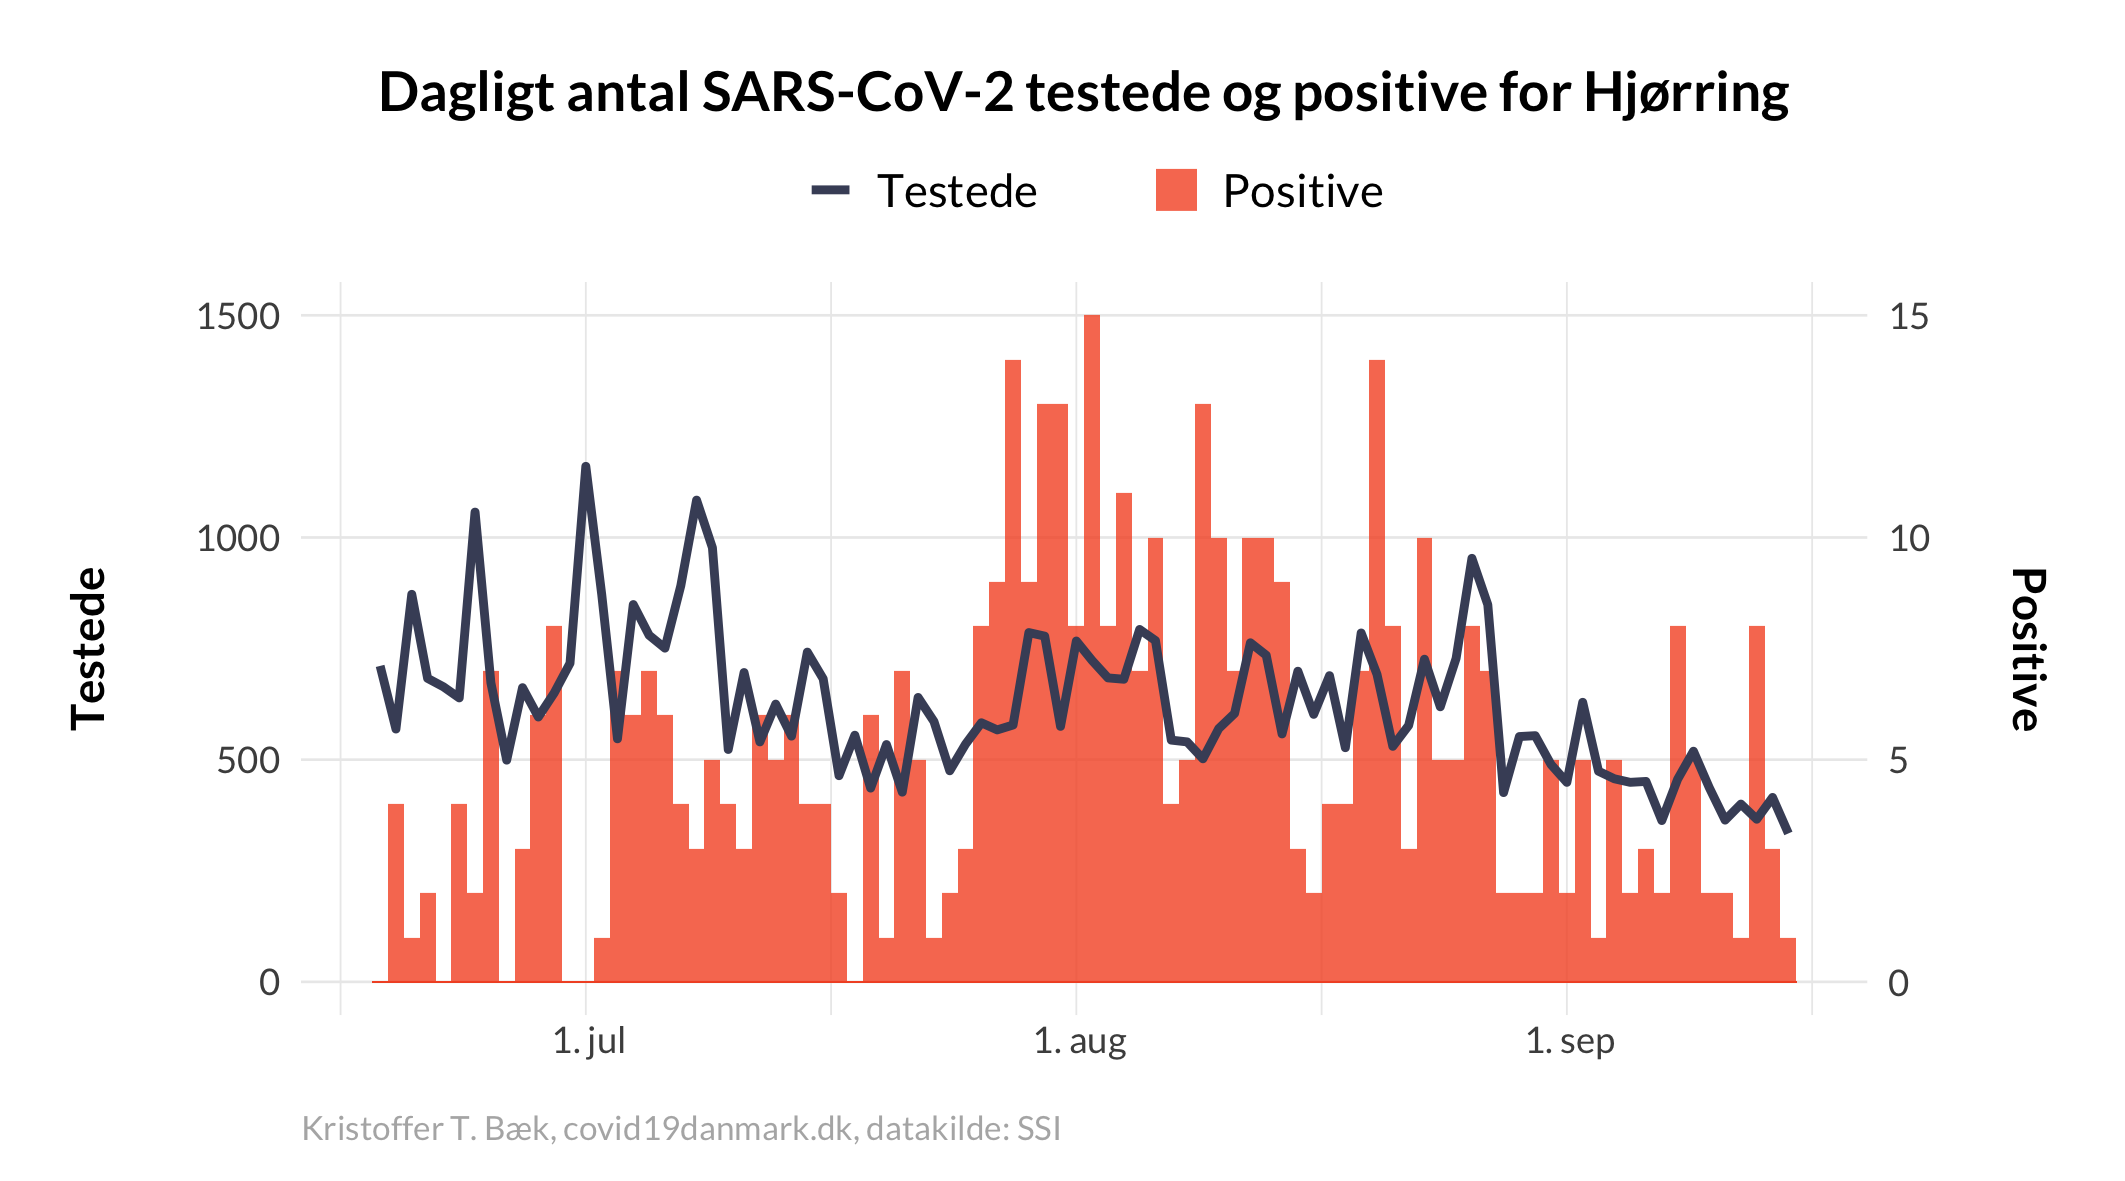 Dagligt antal SARS-CoV-2 testede og positive for Hjørring
Testede
Positive
1500
1000
500
0
Testede
15
10
5
0
Positive
1. jul
1. aug
1. sep
Kristoffer T. Bæk, covid19danmark.dk, datakilde: SSI